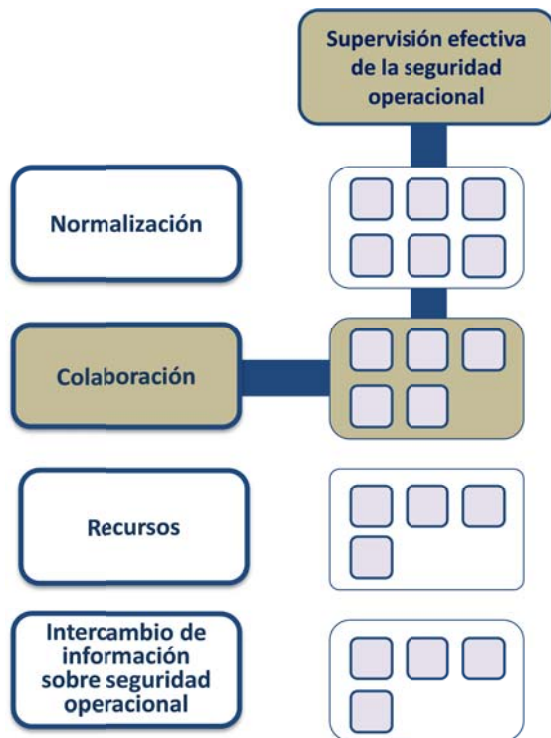 Supervisión efectiva
de la seguridad
operacional
Normalización
Colaboración
Recursos
Intercambio de
información
sobre seguridad
operacional